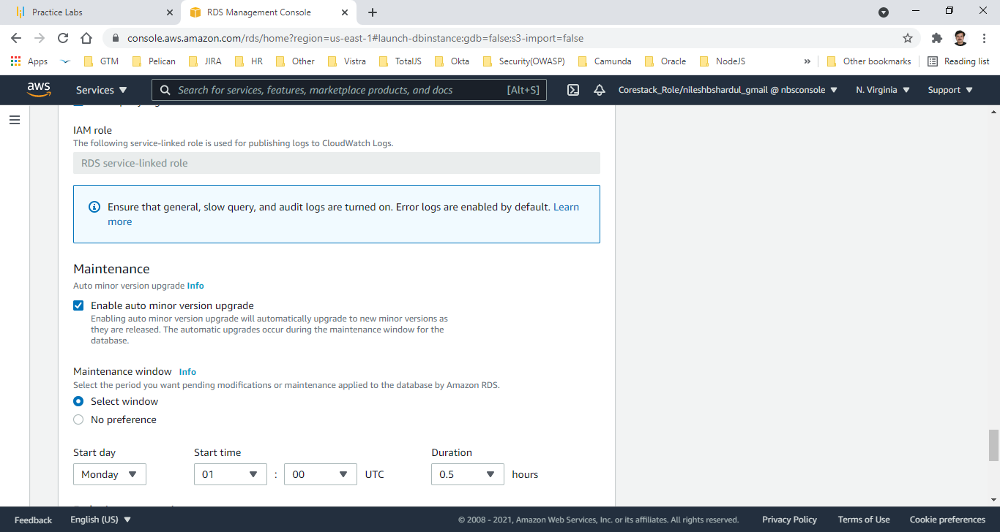 Practice Labs
RDS Management Console
console.aws.amazon.com/rds/home?region=us-east-1#launch-dbinstance:gdb=false;s3-import=false
Apps
GTM
Pelican
JIRA
HR
Other
Vistra
TotalJS
Okta
Security(OWASP)
Camunda
Oracle
NodeJS
»
Other bookmarks
Reading list
aws
Services
Search for services, features, marketplace products, and docs
[Alt+S]
Corestack_Role/nileshbshardul_gmail @ nbsconsole
N. Virginia
Support
IAM role
The following service-linked role is used for publishing logs to CloudWatch Logs.
RDS service-linked role
Ensure that general, slow query, and audit logs are turned on. Error logs are enabled by default. Learn
more
Maintenance
Auto minor version upgrade Info
Enable auto minor version upgrade
Enabling auto minor version upgrade will automatically upgrade to new minor versions as
they are released. The automatic upgrades occur during the maintenance window for the
database.
Maintenance window Info
Select the period you want pending modifications or maintenance applied to the database by Amazon RDS.
Select window
No preference
Start day
Start time
Duration
Monday
01
:
00
UTC
0.5
hours
Feedback
English (US)
© 2008 - 2021, Amazon Web Services, Inc. or its affiliates. All rights reserved.
Privacy Policy
Terms of Use
Cookie preferences